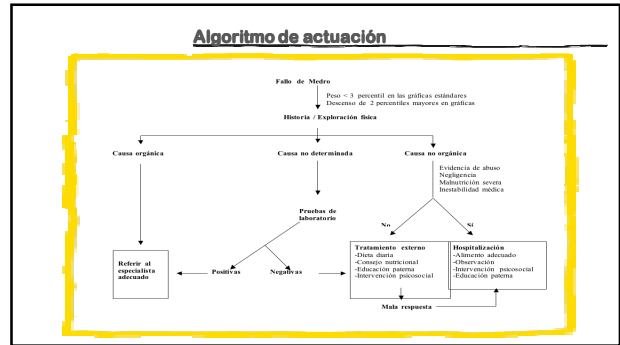 Algoritmo de actuación
Fallo de Medro
Peso < 3 percentil en las gráficas estándares
Descenso de 2 percentiles mayores en gráficas
Historia / Exploración física
Causa orgánica
Causa no determinada
Causa no orgánica
Evidencia de abuso
Negligencia
Malnutrición severa
Inestabilidad médica
Pruebas de
laboratorio
No
Sí
Referir al
especialista
adecuado
Positivas
Negativas
Tratamiento externo
-Dieta diaria
-Consejo nutricional
-Educación paterna
-Intervención psicosocial
Hospitalización
-Alimento adecuado
-Observación
-Intervención psicosocial
-Educación paterna
Mala respuesta